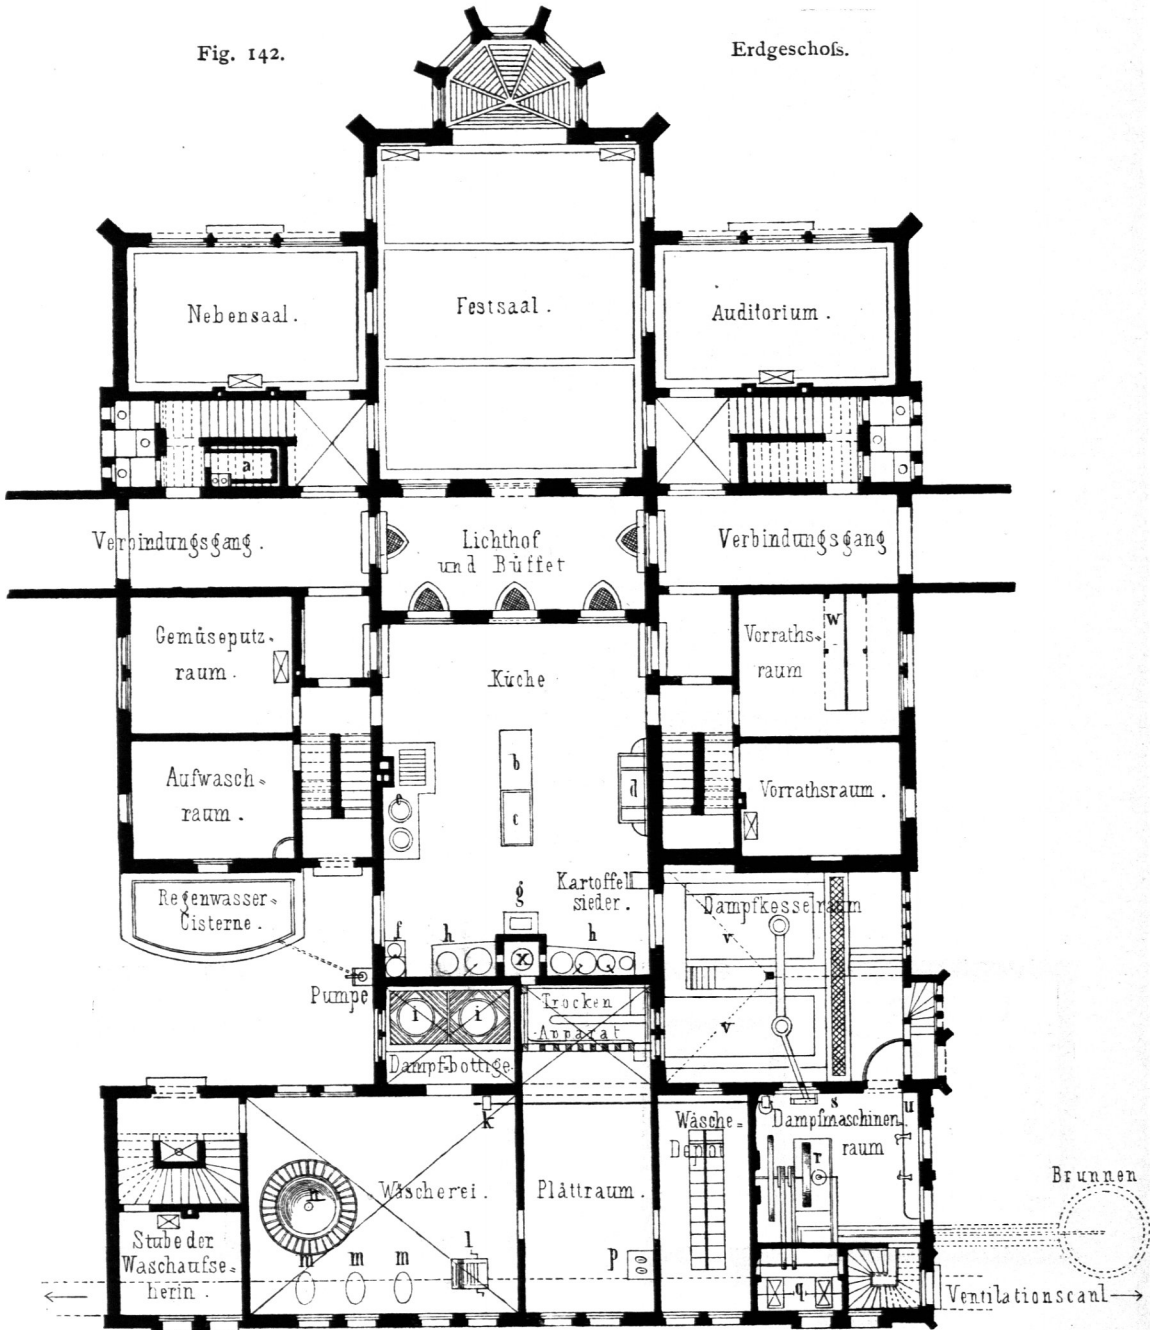 Fig. 142.
Erdgeschoſs.
Nebensaal.
Festsaal.
Auditorium.
a
Verbindungsgang.
Lichthof
und Büffet
Verbindungsgang
Gemüseputz-
raum.
Küche
Vorraths-
raum
w
Aufwasch-
raum.
b
c
d
e
Vorrathsraum.
Regenwasser-
Cisterne.
g
Kartoffel
sieder.
Dampfkesselraum
f
h
x
h
v
Pumpe
i
i
Trocken
Apparat
v
Dampfbottige
k
Wäsche-
Depot
s
u
Dampfmaschinen
raum
r
Brunnen
n
Wäscherei.
Plättraum.
Stube der
Waschaufse-
herin.
m
m
m
l
p
q
Ventilationscanl